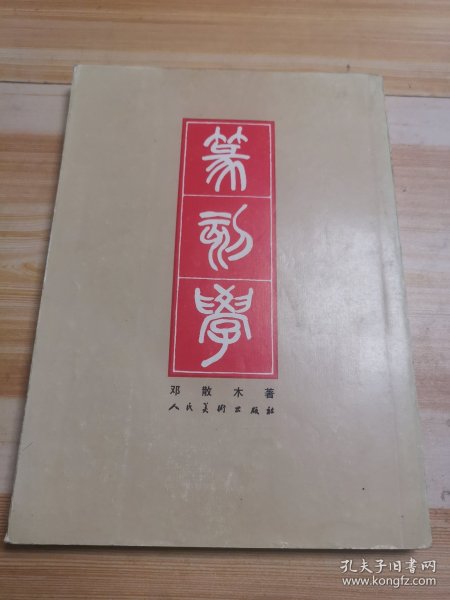 篆
刻
學
邓散木著
人民美術出版社
孔夫子旧书网
www.kongfz.com